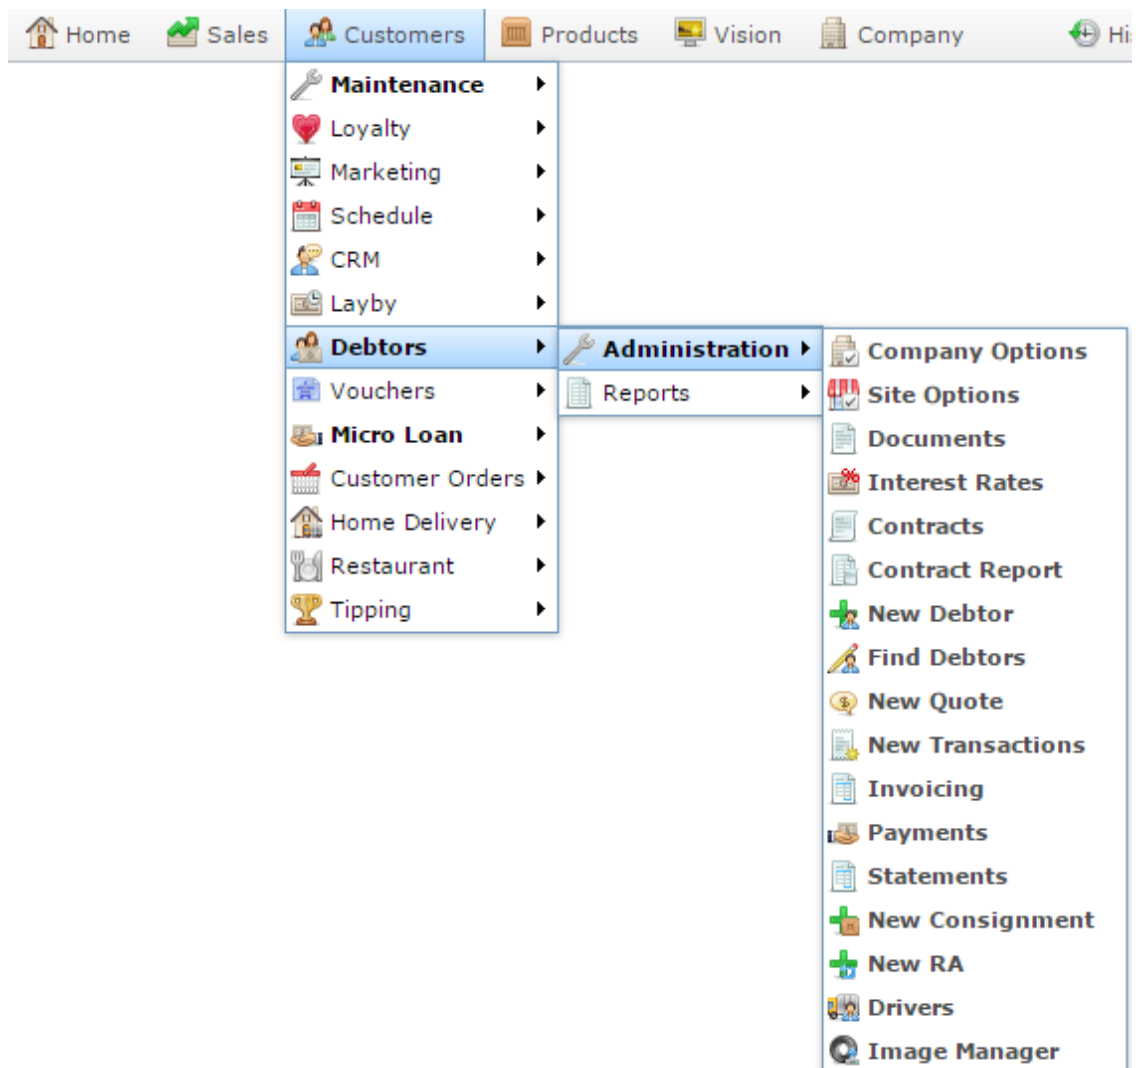 Home Sales Customers Products Vision Company
Maintenance
Loyalty
Marketing
Schedule
CRM
Layby
Debtors
Vouchers
Micro Loan
Customer Orders
Home Delivery
Restaurant
Tipping
Administration
Reports
Company Options
Site Options
Documents
Interest Rates
Contracts
Contract Report
New Debtor
Find Debtors
New Quote
New Transactions
Invoicing
Payments
Statements
New Consignment
New RA
Drivers
Image Manager